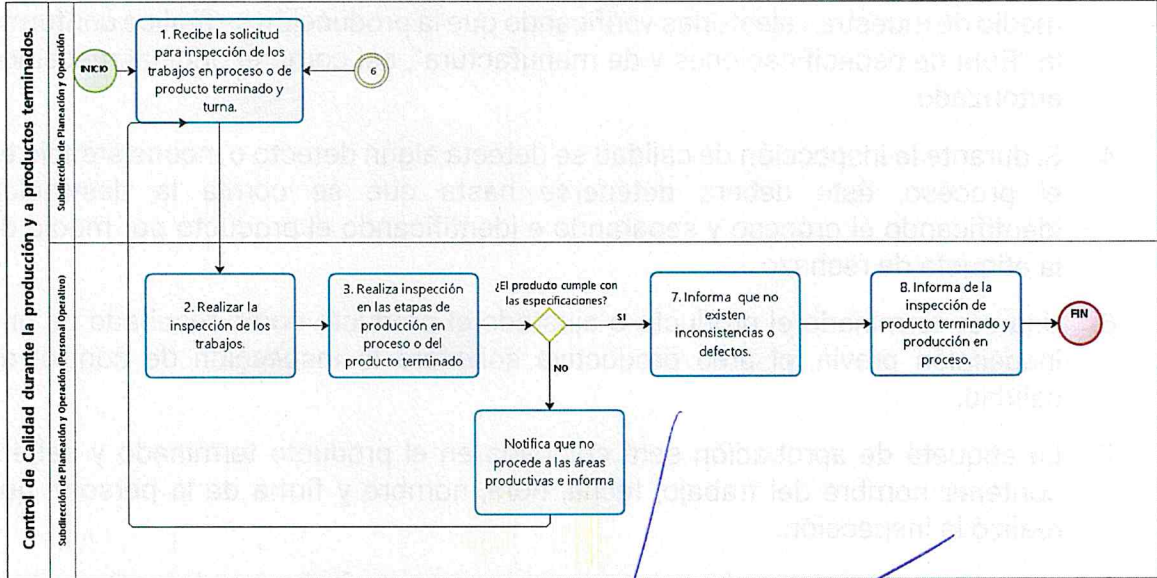 Control de Calidad durante la producción y a productos terminados.
Subdirección de Planeación y Operación
INICIO
1. Recibe la solicitud
para inspección de los
trabajos en proceso o de
producto terminado y
turna.
6
Subdirección de Planeación y Operación (Personal Operativo)
2. Realizar la
inspección de los
trabajos.
3. Realiza inspección
en las etapas de
producción en
proceso o del
producto terminado
¿El producto cumple con
las especificaciones?
SI
NO
7. Informa que no
existen
inconsistencias o
defectos.
8. Informa de la
inspección de
producto terminado y
producción en
proceso.
FIN
Notifica que no
procede a las áreas
productivas e informa